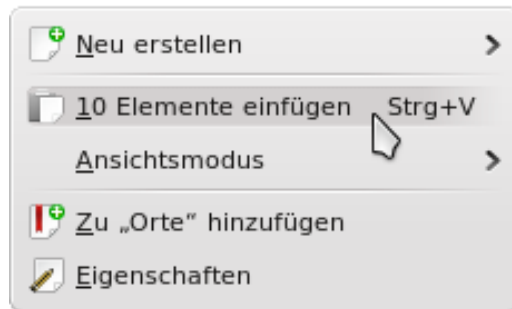 Neu erstellen
10 Elemente einfügen Strg+V
Ansichtsmodus
Zu „Orte“ hinzufügen
Eigenschaften